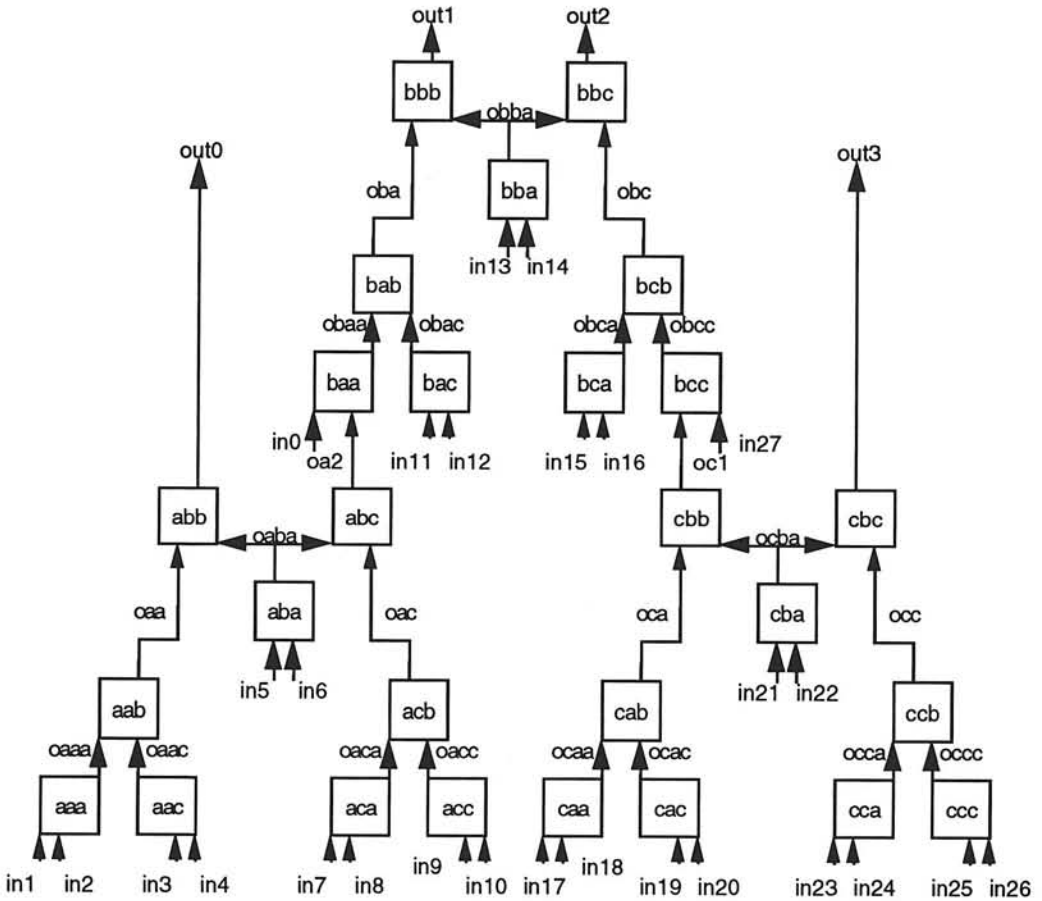 out1 out2
bbb bbc
obba
out0 out3
oba bba obc
in13 in14
bab bcb
obaa obac obca obcc
baa bac bca bcc
in0 in27
oa2 in11 in12 in15 in16 oc1
abb abc cbb cbc
oaba ocba
oaa aba oac oca cba occ
in5 in6 in21 in22
aab acb cab ccb
oaaa oaac oaca oacc ocaa ocac occa occc
aaa aac aca acc caa cac cca ccc
in9 in18
in1 in2 in3 in4 in7 in8 in10 in17 in19 in20 in23 in24 in25 in26